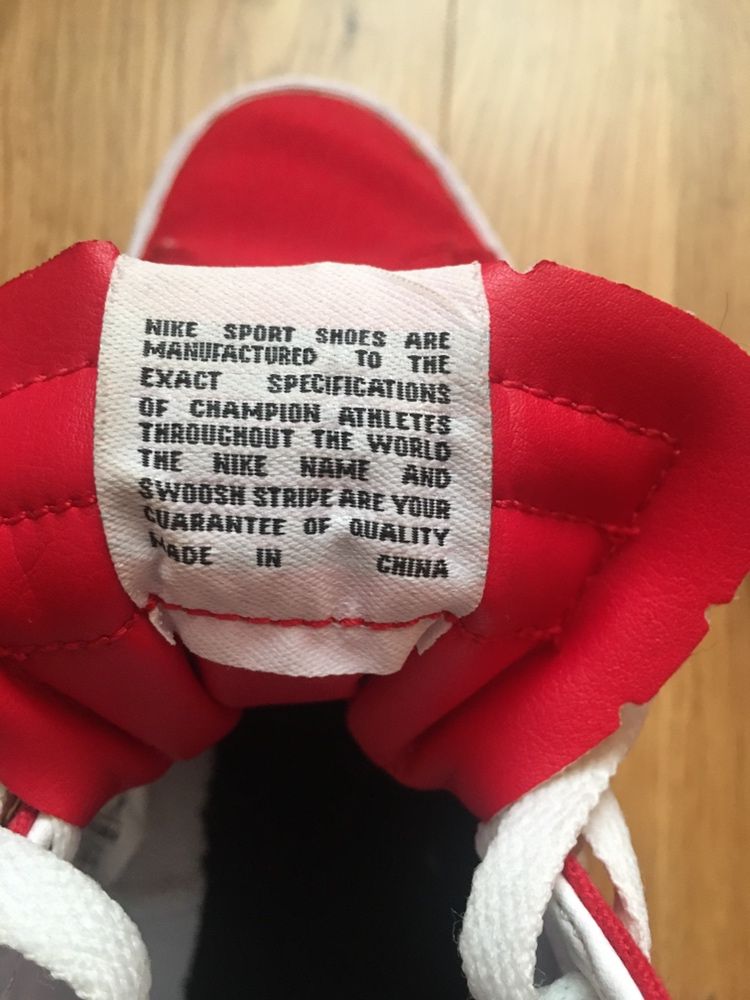 NIKE SPORT SHOES ARE
MANUFACTURED TO THE
EXACT SPECIFICATIONS
OF CHAMPION ATHLETES
THROUGHOUT THE WORLD
THE NIKE NAME AND
SWOOSH STRIPE ARE YOUR
GUARANTEE OF QUALITY
MADE IN CHINA